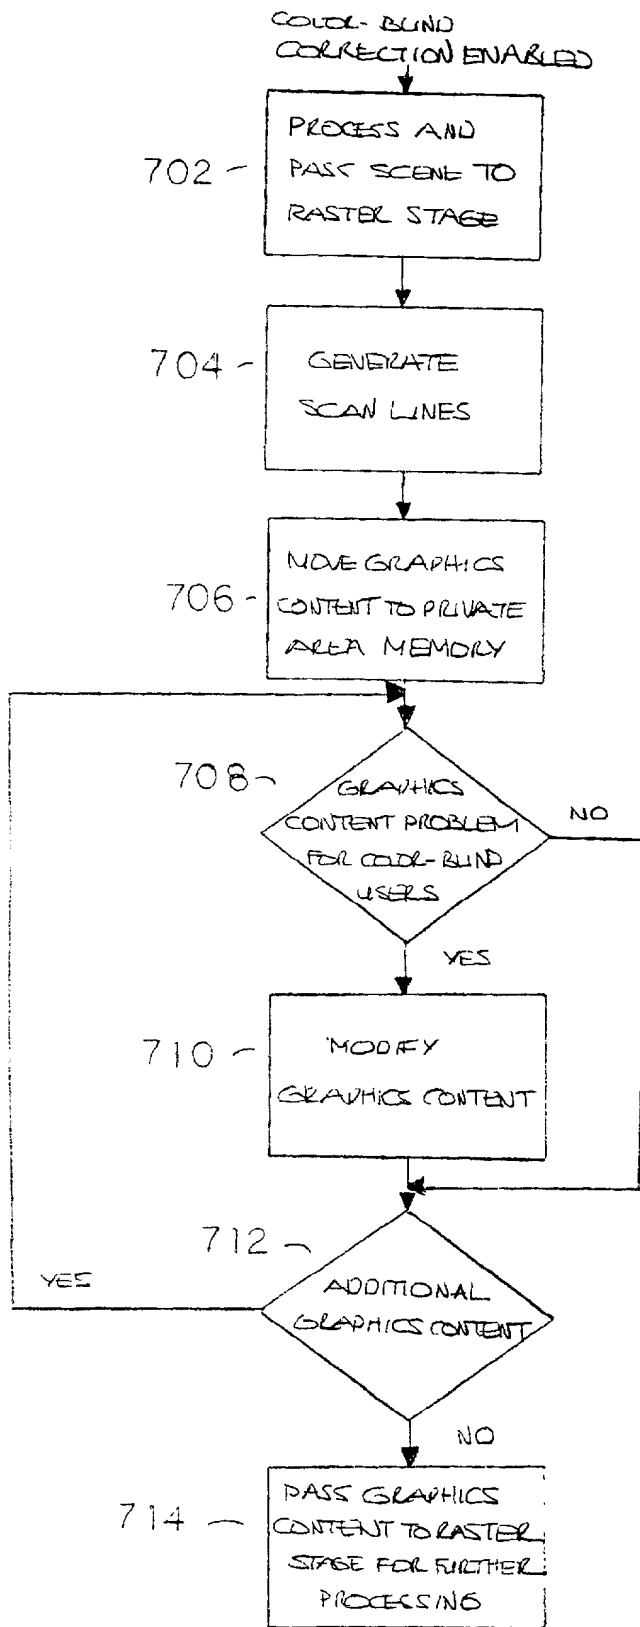 COLOR-BLIND
CORRECTION ENABLED
702
PROCESS AND
PASS SCENE TO
RASTER STAGE
704
GENERATE
SCAN LINES
706
MOVE GRAPHICS
CONTENT TO PRIVATE
AREA MEMORY
708
GRAPHICS
CONTENT PROBLEM
FOR COLOR-BLIND
USERS
NO
YES
710
MODIFY
GRAPHICS CONTENT
712
YES
ADDITIONAL
GRAPHICS CONTENT
NO
714
PASS GRAPHICS
CONTENT TO RASTER
STAGE FOR FURTHER
PROCESSING